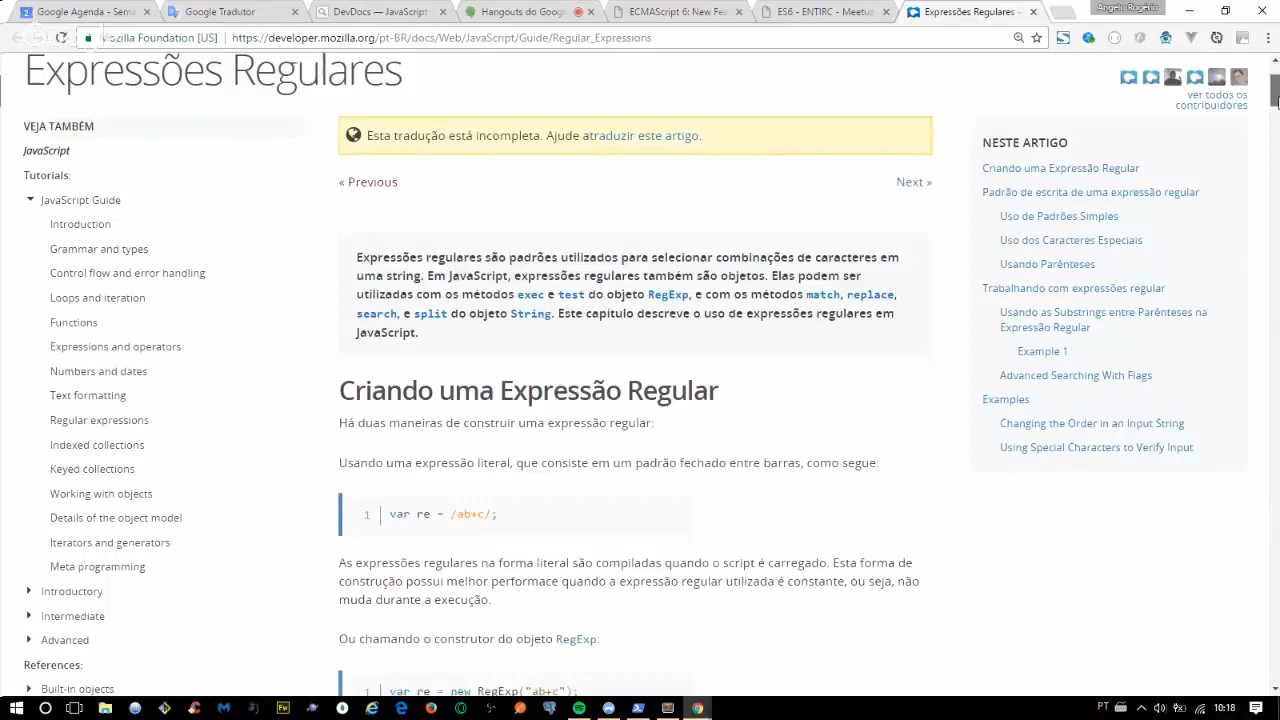 Google Agenda - Sema
Google Tradutor
DevDocs — JavaScript
Hangouts do Goog
ECMAScript 6: New Fea
ES6 - ENTIRC - Meetu
Expressões Regulares -
Angelo Rogério
Mozilla Foundation [US]
https://developer.mozilla.org/pt-BR/docs/Web/JavaScript/Guide/Regular_Expressions
Expressões Regulares
ver todos os
contribuidores
VEJA TAMBÉM
JavaScript
Tutorials:
JavaScript Guide
Introduction
Grammar and types
Control flow and error handling
Loops and iteration
Functions
Expressions and operators
Numbers and dates
Text formatting
Regular expressions
Indexed collections
Keyed collections
Working with objects
Details of the object model
Iterators and generators
Meta programming
Introductory
Intermediate
Advanced
References:
Built-in objects
Esta tradução está incompleta. Ajude atraduzir este artigo.
« Previous
Next »
Expressões regulares são padrões utilizados para selecionar combinações de caracteres em
uma string. Em JavaScript, expressões regulares também são objetos. Elas podem ser
utilizadas com os métodos exec e test do objeto RegExp, e com os métodos match, replace,
search, e split do objeto String. Este capítulo descreve o uso de expressões regulares em
JavaScript.
Criando uma Expressão Regular
Há duas maneiras de construir uma expressão regular:
Usando uma expressão literal, que consiste em um padrão fechado entre barras, como segue:
1 var re = /ab+c/;
As expressões regulares na forma literal são compiladas quando o script é carregado. Esta forma de
construção possui melhor performace quando a expressão regular utilizada é constante, ou seja, não
muda durante a execução.
Ou chamando o construtor do objeto RegExp:
1 var re = new RegExp("ab+c");
NESTE ARTIGO
Criando uma Expressão Regular
Padrão de escrita de uma expressão regular
Uso de Padrões Simples
Uso dos Caracteres Especiais
Usando Parênteses
Trabalhando com expressões regular
Usando as Substrings entre Parênteses na
Expressão Regular
Example 1
Advanced Searching With Flags
Examples
Changing the Order in an Input String
Using Special Characters to Verify Input
PT
10:18